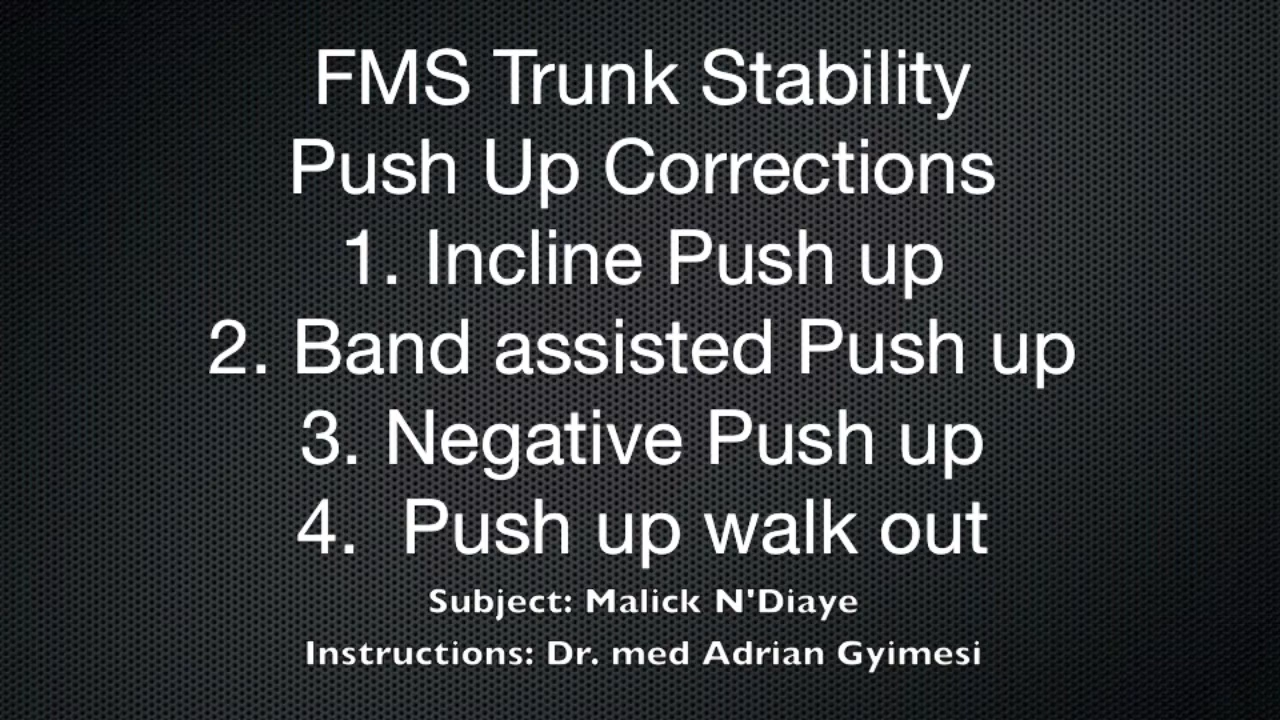 FMS Trunk Stability
Push Up Corrections
1. Incline Push up
2. Band assisted Push up
3. Negative Push up
4.  Push up walk out
Subject: Malick N'Diaye
Instructions: Dr. med Adrian Gyimesi